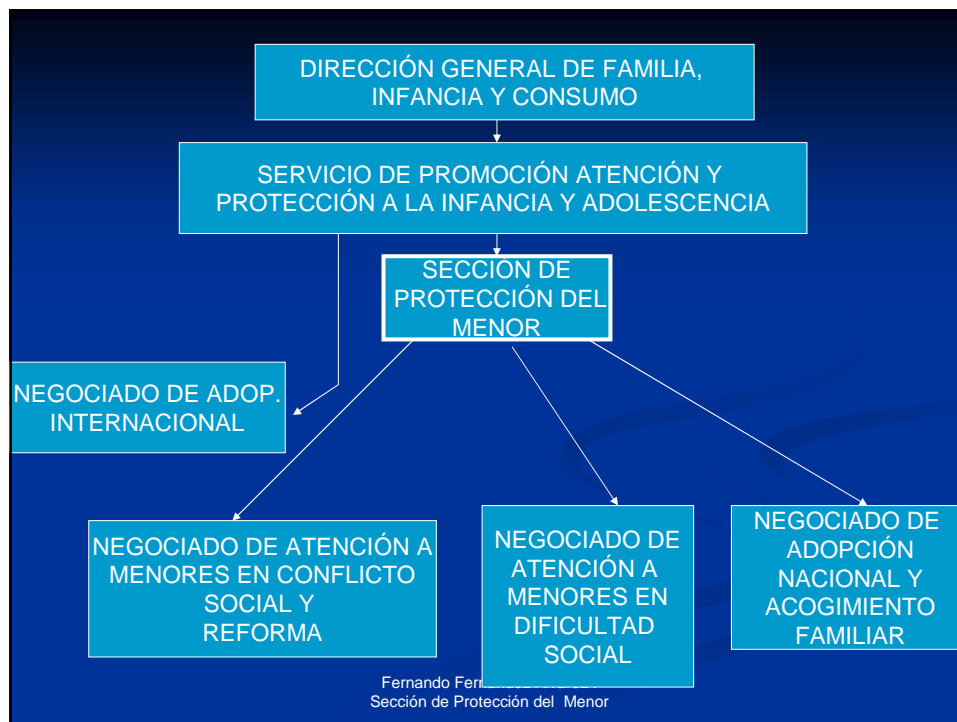 DIRECCIÓN GENERAL DE FAMILIA,
INFANCIA Y CONSUMO
SERVICIO DE PROMOCIÓN ATENCIÓN Y
PROTECCIÓN A LA INFANCIA Y ADOLESCENCIA
SECCIÓN DE
PROTECCIÓN DEL
MENOR
NEGOCIADO DE ADOP.
INTERNACIONAL
NEGOCIADO DE ATENCIÓN A
MENORES EN CONFLICTO
SOCIAL Y
REFORMA
NEGOCIADO DE
ATENCIÓN A
MENORES EN
DIFICULTAD
SOCIAL
NEGOCIADO DE
ADOPCIÓN
NACIONAL Y
ACOGIMIENTO
FAMILIAR
Fernando
Sección de Protección del Menor